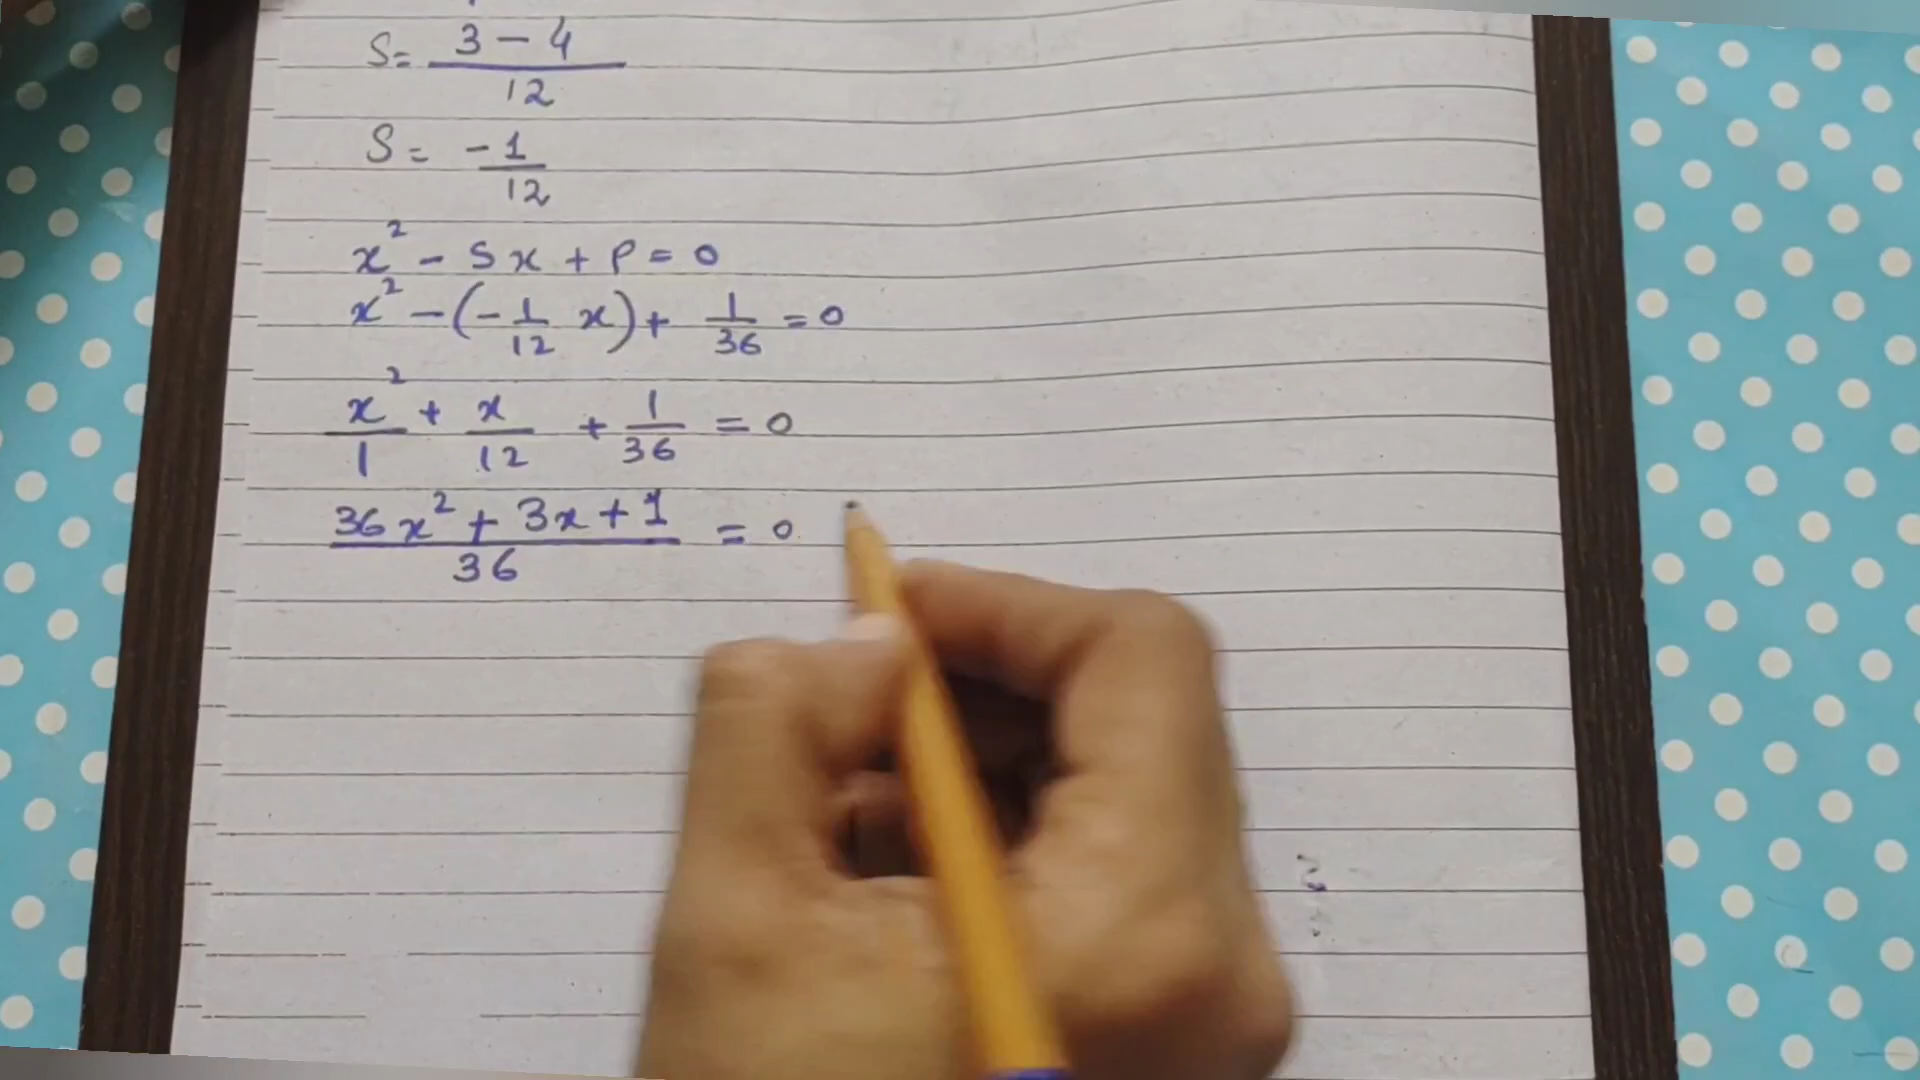 S = 3 - 4 / 12
S = -1 / 12
x² - Sx + P = 0
x² - (-1/12 x) + 1/36 = 0
x²/1 + x/12 + 1/36 = 0
36x² + 3x + 1 / 36 = 0